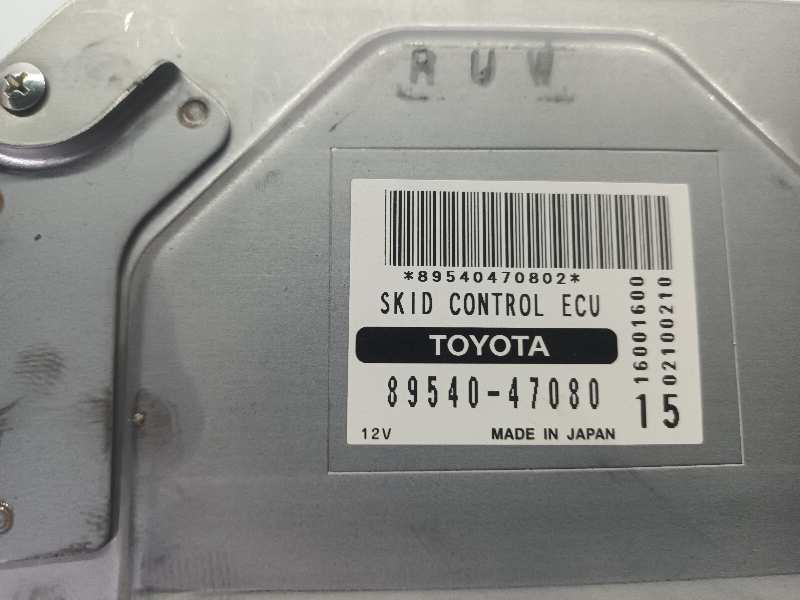 RUW
*89540470802*
SKID CONTROL ECU
TOYOTA
89540-47080
12V MADE IN JAPAN
16001600
02100210
15